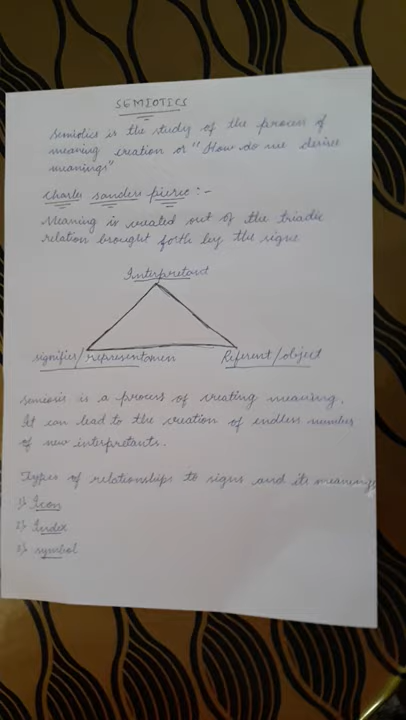 SEMIOTICS
Semiotics is the study of the process of
meaning creation or "How do we derive
meanings"
Charles sanders pierce :-
Meaning is created out of the triadic
relation brought forth by the signs
Interpretant
signifier/representamen Referent/object
Semiosis is a process of creating meaning.
It can lead to the creation of endless number
of new interpretants.
Types of relationships to signs and its meanings
1) Icon
2) Index
3) symbol